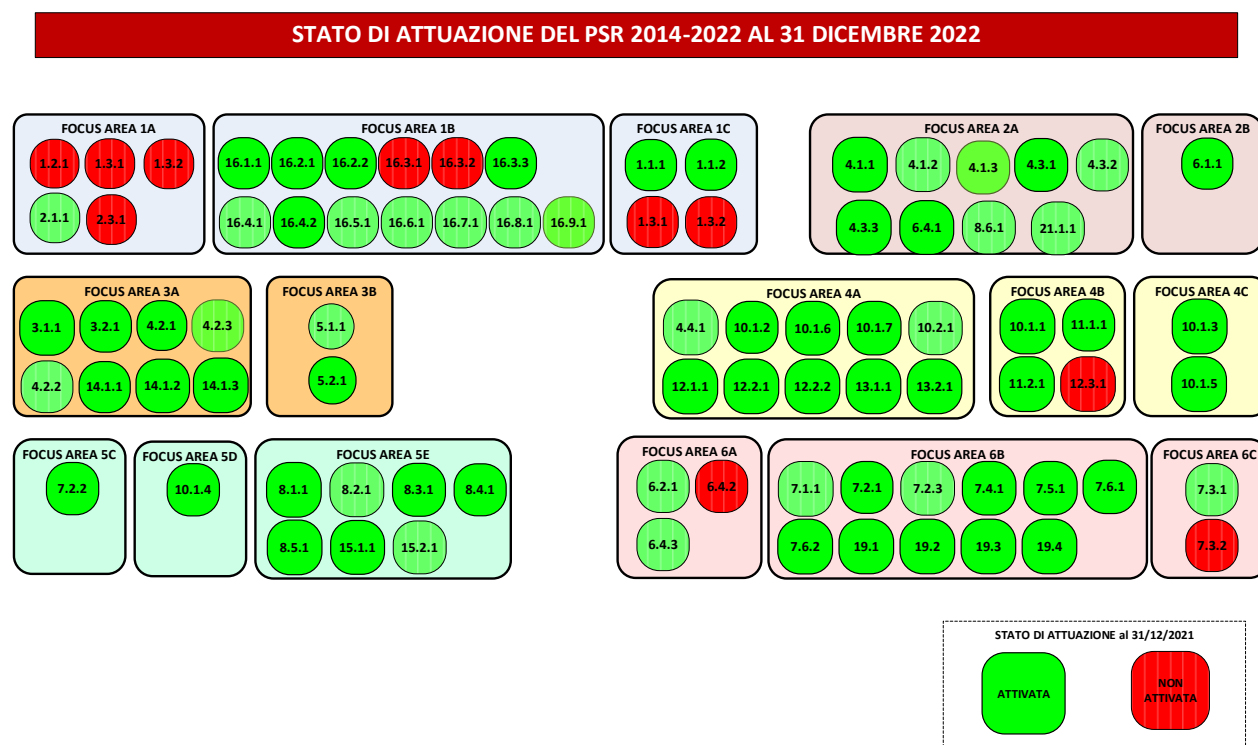 STATO DI ATTUAZIONE DEL PSR 2014-2022 AL 31 DICEMBRE 2022
FOCUS AREA 1A
1.2.1 1.3.1 1.3.2
2.1.1 2.3.1
FOCUS AREA 1B
16.1.1 16.2.1 16.2.2 16.3.1 16.3.2 16.3.3
16.4.1 16.4.2 16.5.1 16.6.1 16.7.1 16.8.1 16.9.1
FOCUS AREA 1C
1.1.1 1.1.2
1.3.1 1.3.2
FOCUS AREA 2A
4.1.1 4.1.2 4.1.3 4.3.1 4.3.2
4.3.3 6.4.1 8.6.1 21.1.1
FOCUS AREA 2B
6.1.1
FOCUS AREA 3A
3.1.1 3.2.1 4.2.1 4.2.3
4.2.2 14.1.1 14.1.2 14.1.3
FOCUS AREA 3B
5.1.1
5.2.1
FOCUS AREA 4A
4.4.1 10.1.2 10.1.6 10.1.7 10.2.1
12.1.1 12.2.1 12.2.2 13.1.1 13.2.1
FOCUS AREA 4B
10.1.1 11.1.1
11.2.1 12.3.1
FOCUS AREA 4C
10.1.3
10.1.5
FOCUS AREA 5C
7.2.2
FOCUS AREA 5D
10.1.4
FOCUS AREA 5E
8.1.1 8.2.1 8.3.1 8.4.1
8.5.1 15.1.1 15.2.1
FOCUS AREA 6A
6.2.1 6.4.2
6.4.3
FOCUS AREA 6B
7.1.1 7.2.1 7.2.3 7.4.1 7.5.1 7.6.1
7.6.2 19.1 19.2 19.3 19.4
FOCUS AREA 6C
7.3.1
7.3.2
STATO DI ATTUAZIONE al 31/12/2021
ATTIVATA
NON
ATTIVATA